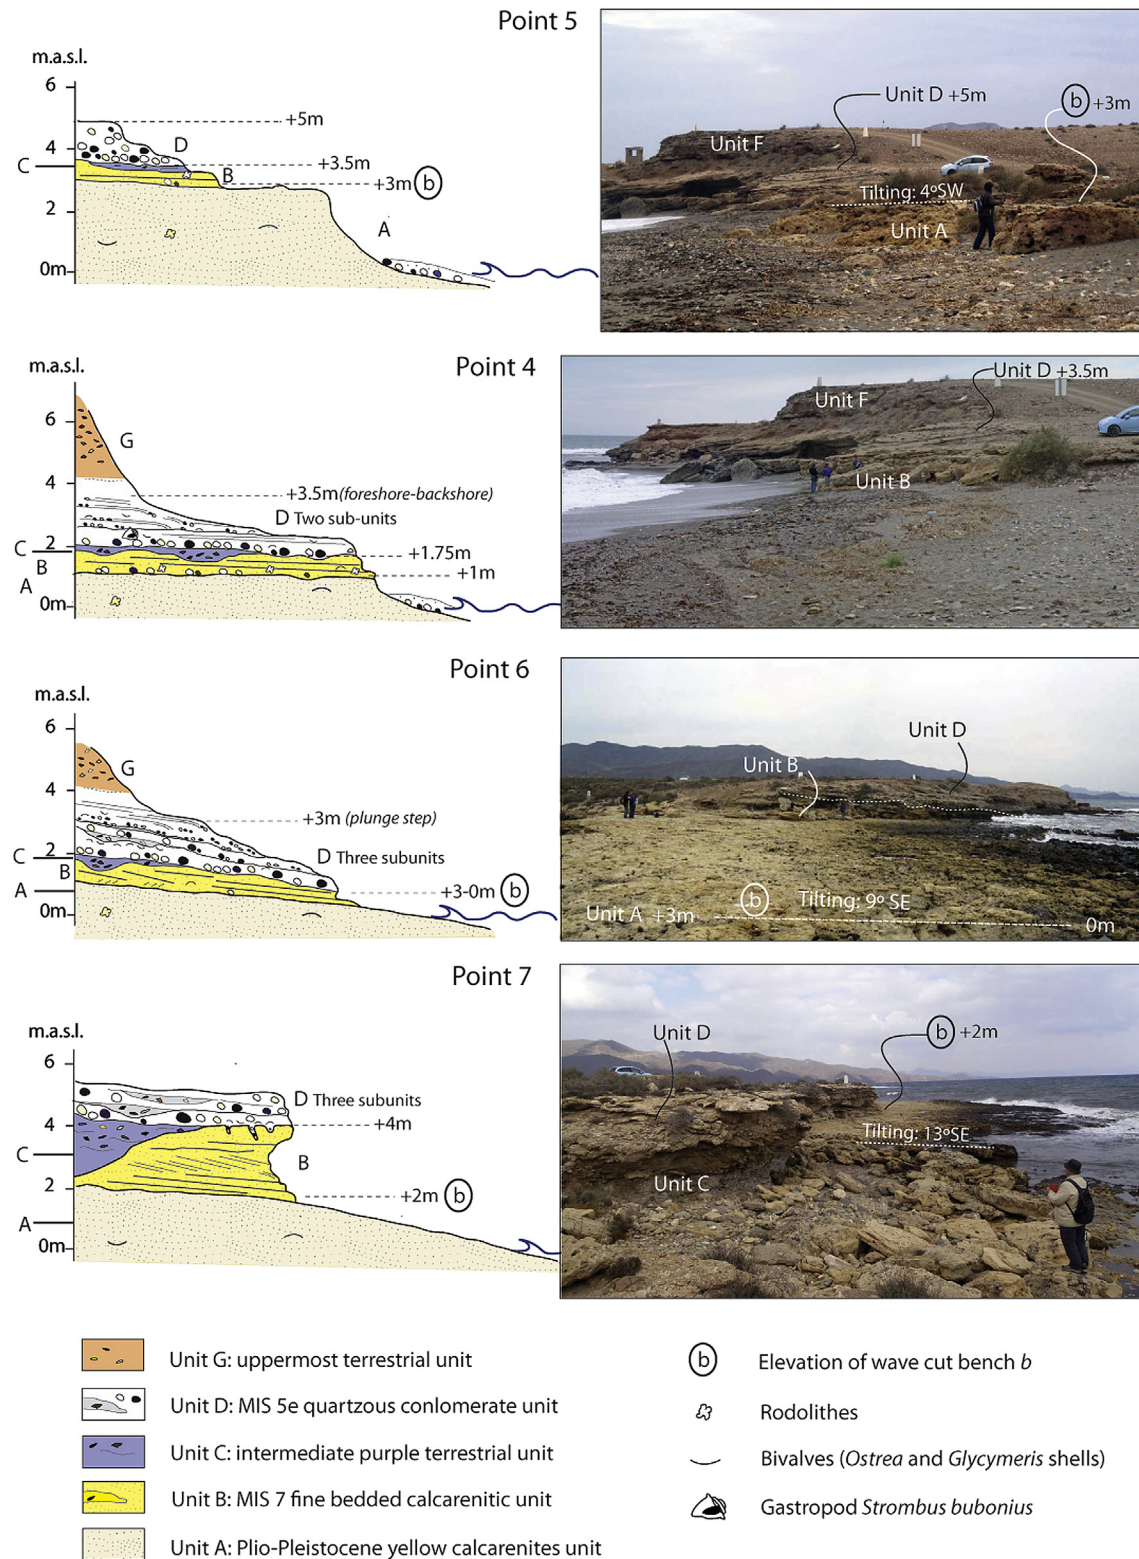 Point 5
m.a.s.l.
6
+5m
D
4
C
+3.5m
B
+3m b
2
A
0m
Unit D +5m
b +3m
Unit F
Tilting: 4ºSW
Unit A
Point 4
m.a.s.l.
6
G
4
+3.5m (foreshore-backshore)
D Two sub-units
C
2
+1.75m
B
+1m
A
0m
Unit D +3.5m
Unit F
Unit B
Point 6
m.a.s.l.
6
G
4
+3m (plunge step)
C
2
D Three subunits
B
A
+3-0m b
0m
Unit D
Unit B
b
Tilting: 9º SE
Unit A +3m
0m
Point 7
m.a.s.l.
6
D Three subunits
4
+4m
C
B
2
+2m b
A
0m
Unit D
b +2m
Tilting: 13ºSE
Unit C
Unit G: uppermost terrestrial unit
Unit D: MIS 5e quartzous conlomerate unit
Unit C: intermediate purple terrestrial unit
Unit B: MIS 7 fine bedded calcarenitic unit
Unit A: Plio-Pleistocene yellow calcarenites unit
b Elevation of wave cut bench b
Rodolithes
Bivalves (Ostrea and Glycymeris shells)
Gastropod Strombus bubonius